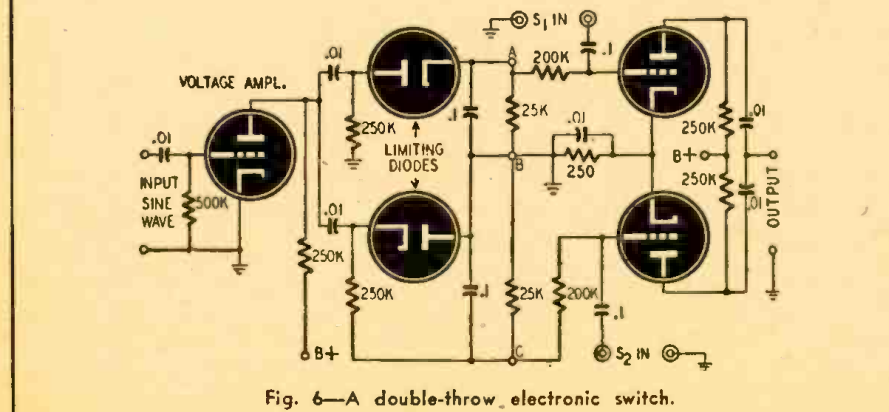 S₁ IN
A
.01
200K
.1
VOLTAGE AMPL.
.1
25K
.01
250K
.01
250K
LIMITING
DIODES
.01
B
250
B+
250K
.01
INPUT
SINE
WAVE
500K
.01
OUTPUT
250K
250K
.1
25K
200K
.1
B+
C
S₂ IN
Fig. 6—A double-throw electronic switch.